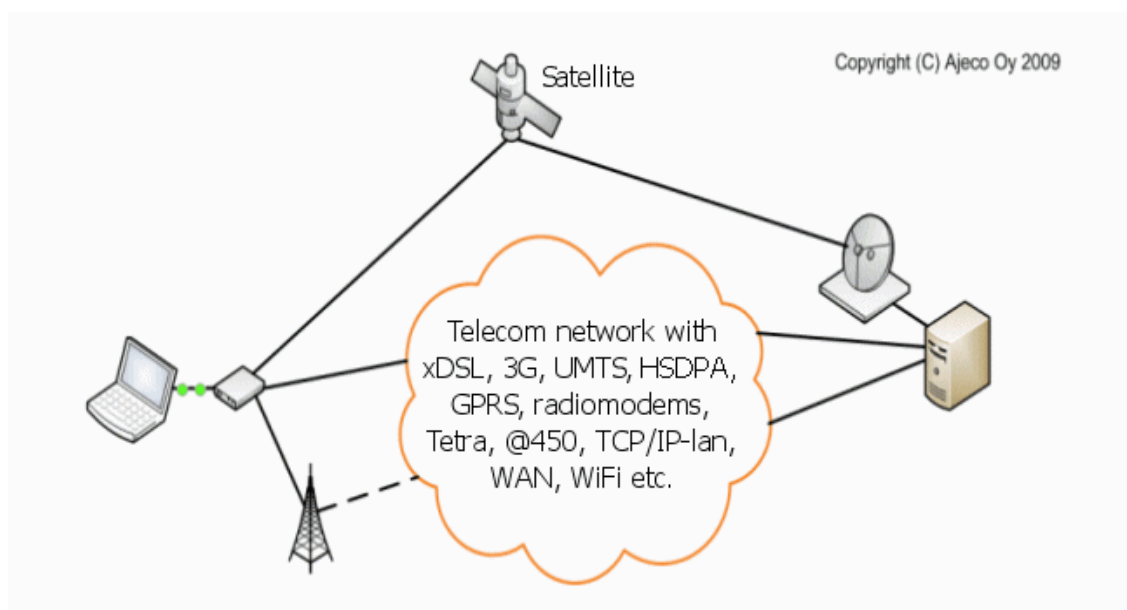 Copyright (C) Ajeco Oy 2009
Satellite
Telecom network with
xDSL, 3G, UMTS, HSDPA,
GPRS, radiomodems,
Tetra, @450, TCP/IP-lan,
WAN, WiFi etc.